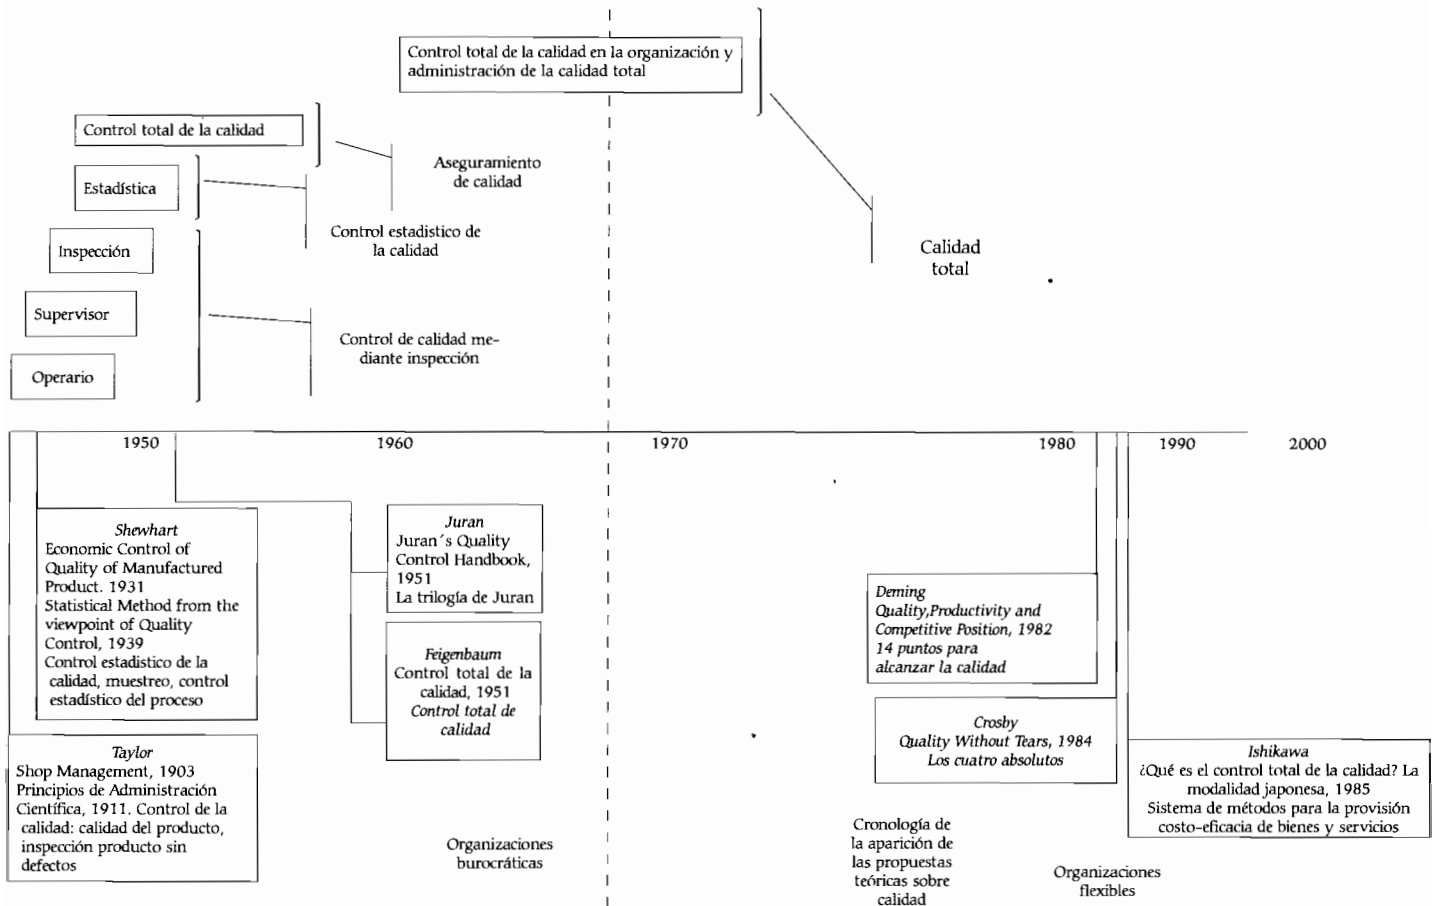 Control total de la calidad en la organización y
administración de la calidad total
Control total de la calidad
Aseguramiento
de calidad
Estadística
Control estadistico de
la calidad
Inspección
Calidad
total
Supervisor
Control de calidad me-
diante inspección
Operario
1950
1960
1970
1980
1990
2000
Shewhart
Economic Control of
Quality of Manufactured
Product. 1931
Statistical Method from the
viewpoint of Quality
Control, 1939
Control estadistico de la
calidad, muestreo, control
estadístico del proceso
Juran
Juran´s Quality
Control Handbook,
1951
La trilogía de Juran
Feigenbaum
Control total de la
calidad, 1951
Control total de
calidad
Deming
Quality,Productivity and
Competitive Position, 1982
14 puntos para
alcanzar la calidad
Crosby
Quality Without Tears, 1984
Los cuatro absolutos
Ishikawa
¿Qué es el control total de la calidad? La
modalidad japonesa, 1985
Sistema de métodos para la provisión
costo-eficacia de bienes y servicios
Taylor
Shop Management, 1903
Principios de Administración
Científica, 1911. Control de la
calidad: calidad del producto,
inspección producto sin
defectos
Organizaciones
burocráticas
Cronología de
la aparición de
las propuestas
teóricas sobre
calidad
Organizaciones
flexibles